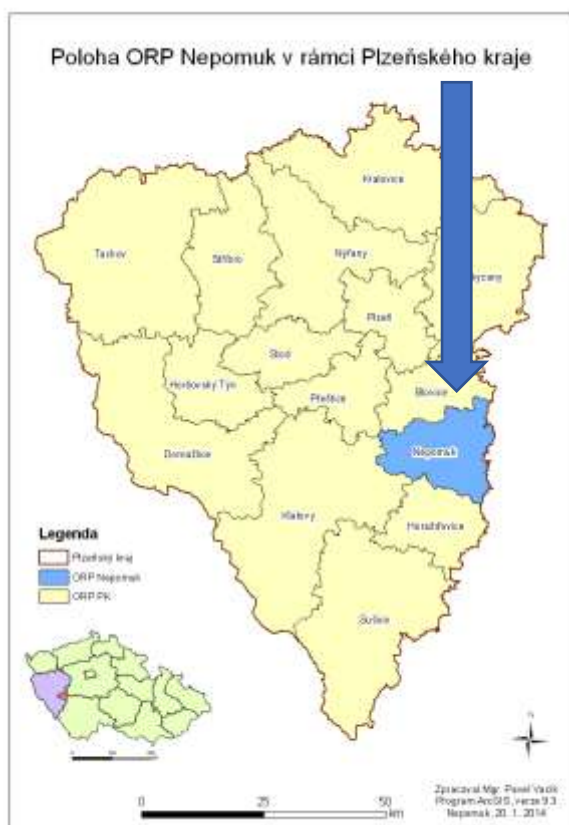 Poloha ORP Nepomuk v rámci Plzeňského kraje
Kralovice
Tachov
Stříbro
Nýřany
Plzeň
Stod
Horšovský Týn
Přeštice
Blovice
Domažlice
Nepomuk
Klatovy
Horažďovice
Sušice
Legenda
Plzeňský kraj
ORP Nepomuk
ORP PK
0 25 50
km
Zpracoval Mgr. Pavel Vacík
Program ArcGIS, verze 9.3
Nepomuk, 20. 1. 2014